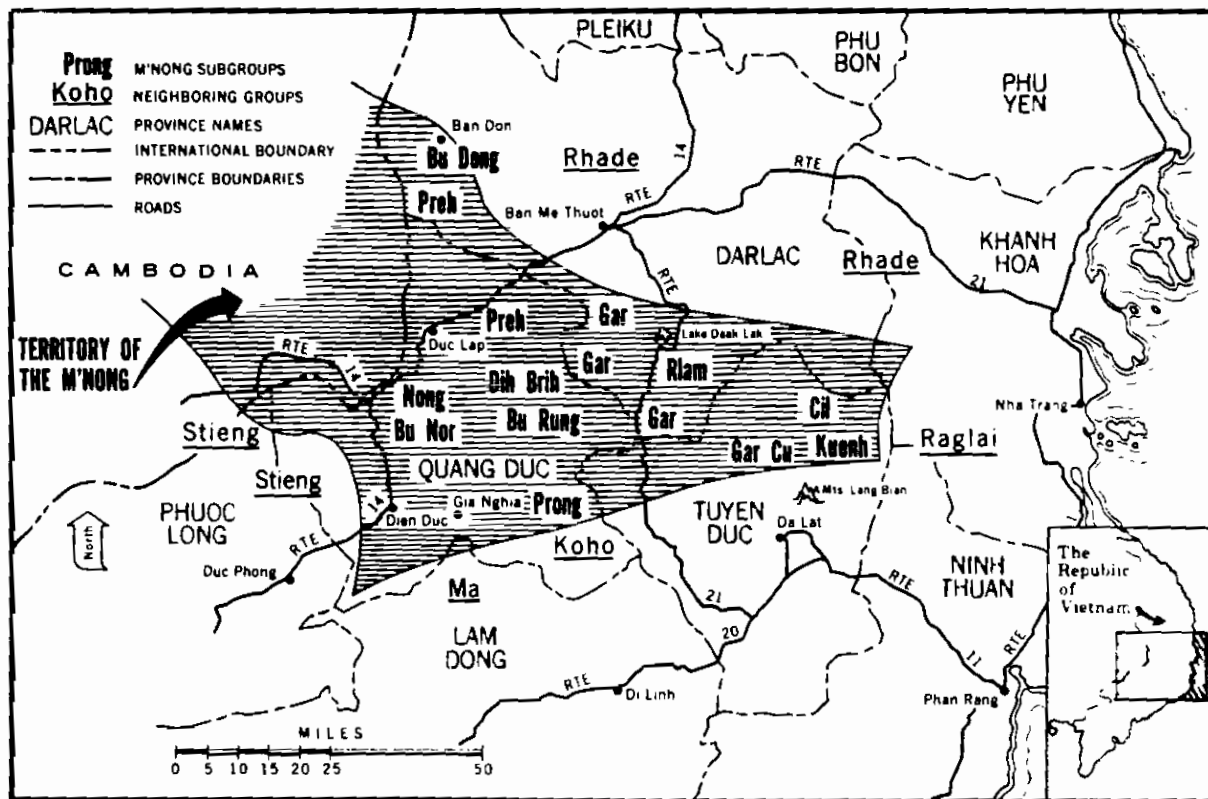 Prong M'NONG SUBGROUPS
Koho NEIGHBORING GROUPS
DARLAC PROVINCE NAMES
INTERNATIONAL BOUNDARY
PROVINCE BOUNDARIES
ROADS
PLEIKU
PHU
BON
PHU
YEN
Ban Don
Bu Dong
Rhade
14
RTE
RTE
Preh
Ban Me Thuot
DARLAC
Rhade
KHANH
HOA
21
CAMBODIA
RTE
TERRITORY OF
THE M'NONG
RTE
14
Duc Lap
Preh
Gar
Lake Daak Lak
Gar
Rlam
Dih Brih
Nong
Bu Nor
Bu Rung
Gar
Cil
Gar Cu
Kuenh
Nha Trang
Raglai
Stieng
Stieng
QUANG DUC
Gia Nghia
Prong
14
Dien Duc
PHUOC
LONG
RTE
Duc Phong
North
Mts Lang Bian
TUYEN
DUC
Da Lat
Koho
Ma
LAM
DONG
21
20
RTE
Di Linh
RTE
NINH
THUAN
11
RTE
Phan Rang
The
Republic
of
Vietnam
MILES
0 5 10 15 20 25 50